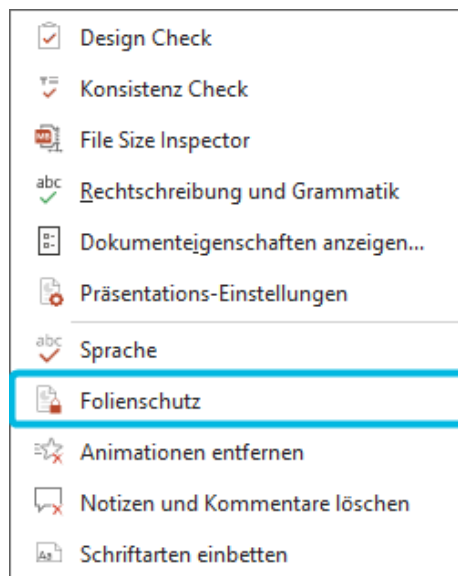 Design Check
Konsistenz Check
File Size Inspector
Rechtschreibung und Grammatik
Dokumenteigenschaften anzeigen...
Präsentations-Einstellungen
Sprache
Folienschutz
Animationen entfernen
Notizen und Kommentare löschen
Schriftarten einbetten